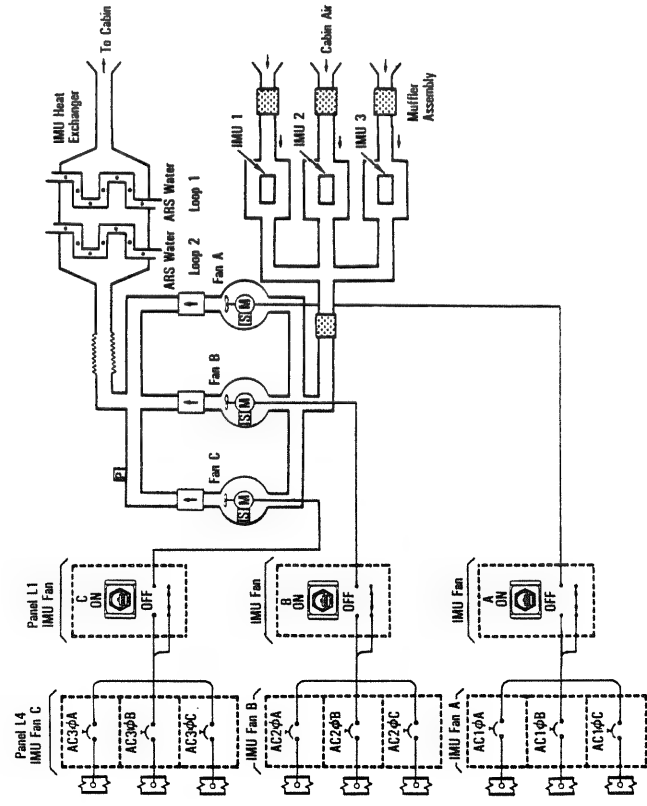 IMU Heat
Exchanger
To Cabin
ARS Water
Loop 2
ARS Water
Loop 1
Cabin Air
IMU 1
IMU 2
IMU 3
Muffler
Assembly
P
Fan C
Fan B
Fan A
S
M
S
M
S
M
Panel L1
IMU Fan
C
ON
OFF
IMU Fan
B
ON
OFF
IMU Fan
A
ON
OFF
Panel L4
IMU Fan C
AC3ϕA
AC3ϕB
AC3ϕC
IMU Fan B
AC2ϕA
AC2ϕB
AC2ϕC
IMU Fan A
AC1ϕA
AC1ϕB
AC1ϕC